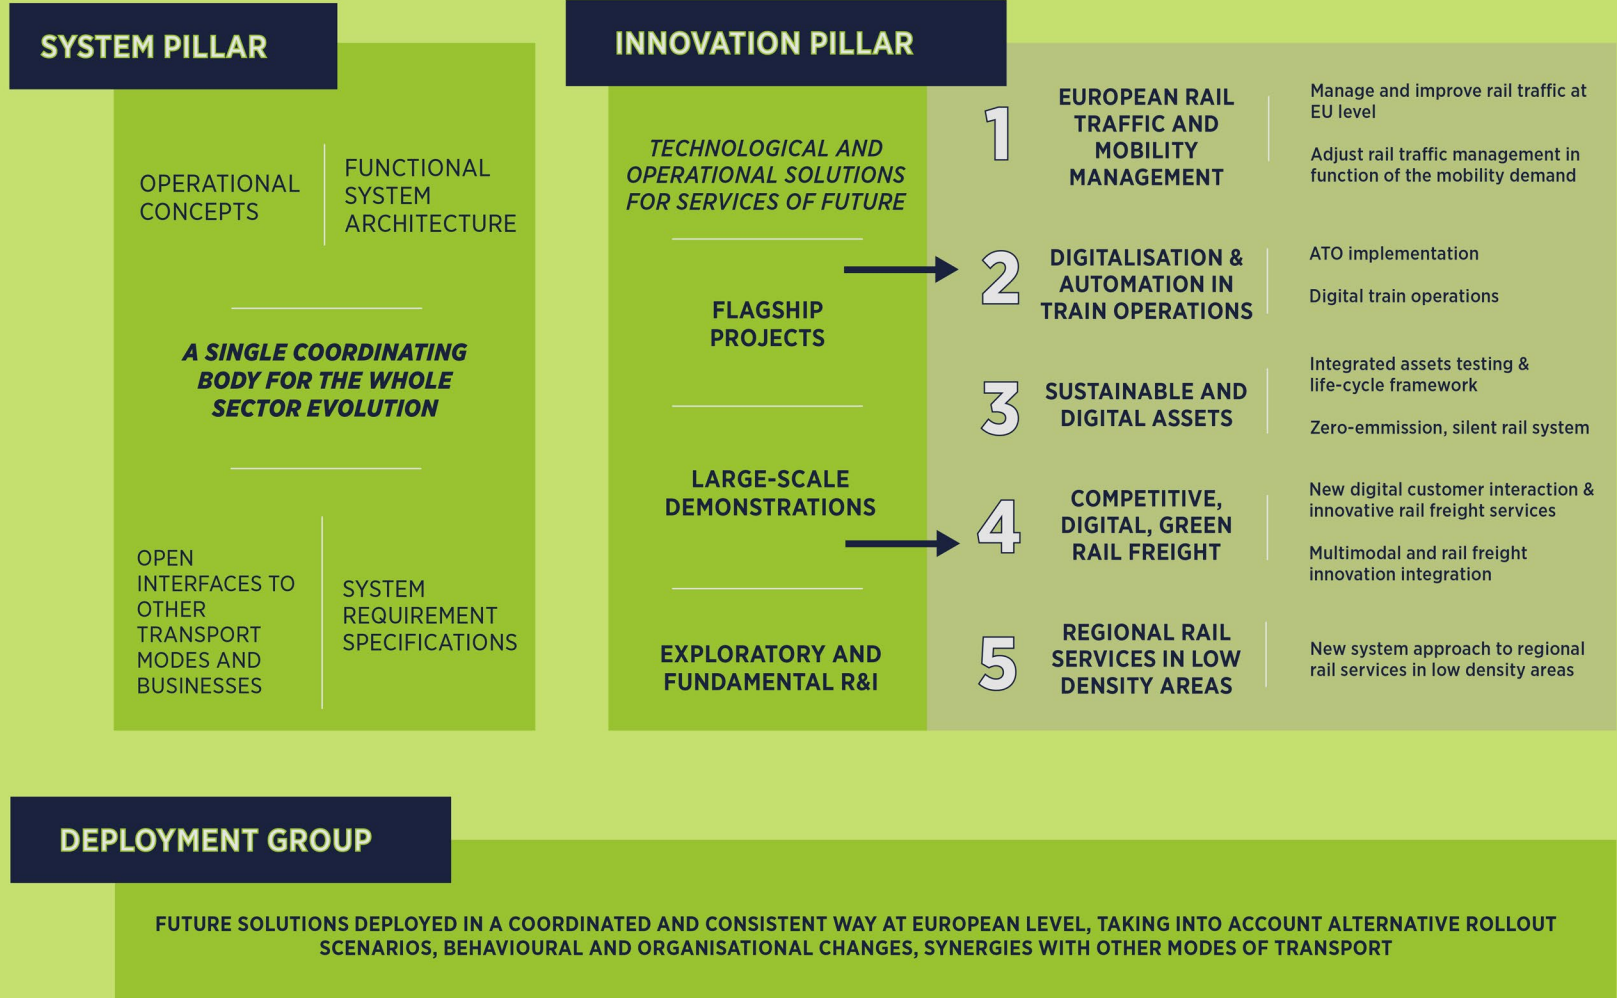 SYSTEM PILLAR
OPERATIONAL
CONCEPTS
FUNCTIONAL
SYSTEM
ARCHITECTURE
A SINGLE COORDINATING
BODY FOR THE WHOLE
SECTOR EVOLUTION
OPEN
INTERFACES TO
OTHER
TRANSPORT
MODES AND
BUSINESSES
SYSTEM
REQUIREMENT
SPECIFICATIONS
INNOVATION PILLAR
TECHNOLOGICAL AND
OPERATIONAL SOLUTIONS
FOR SERVICES OF FUTURE
FLAGSHIP
PROJECTS
LARGE-SCALE
DEMONSTRATIONS
EXPLORATORY AND
FUNDAMENTAL R&I
1
EUROPEAN RAIL
TRAFFIC AND
MOBILITY
MANAGEMENT
Manage and improve rail traffic at
EU level
Adjust rail traffic management in
function of the mobility demand
2
DIGITALISATION &
AUTOMATION IN
TRAIN OPERATIONS
ATO implementation
Digital train operations
3
SUSTAINABLE AND
DIGITAL ASSETS
Integrated assets testing &
life-cycle framework
Zero-emmission, silent rail system
4
COMPETITIVE,
DIGITAL, GREEN
RAIL FREIGHT
New digital customer interaction &
innovative rail freight services
Multimodal and rail freight
innovation integration
5
REGIONAL RAIL
SERVICES IN LOW
DENSITY AREAS
New system approach to regional
rail services in low density areas
DEPLOYMENT GROUP
FUTURE SOLUTIONS DEPLOYED IN A COORDINATED AND CONSISTENT WAY AT EUROPEAN LEVEL, TAKING INTO ACCOUNT ALTERNATIVE ROLLOUT
SCENARIOS, BEHAVIOURAL AND ORGANISATIONAL CHANGES, SYNERGIES WITH OTHER MODES OF TRANSPORT